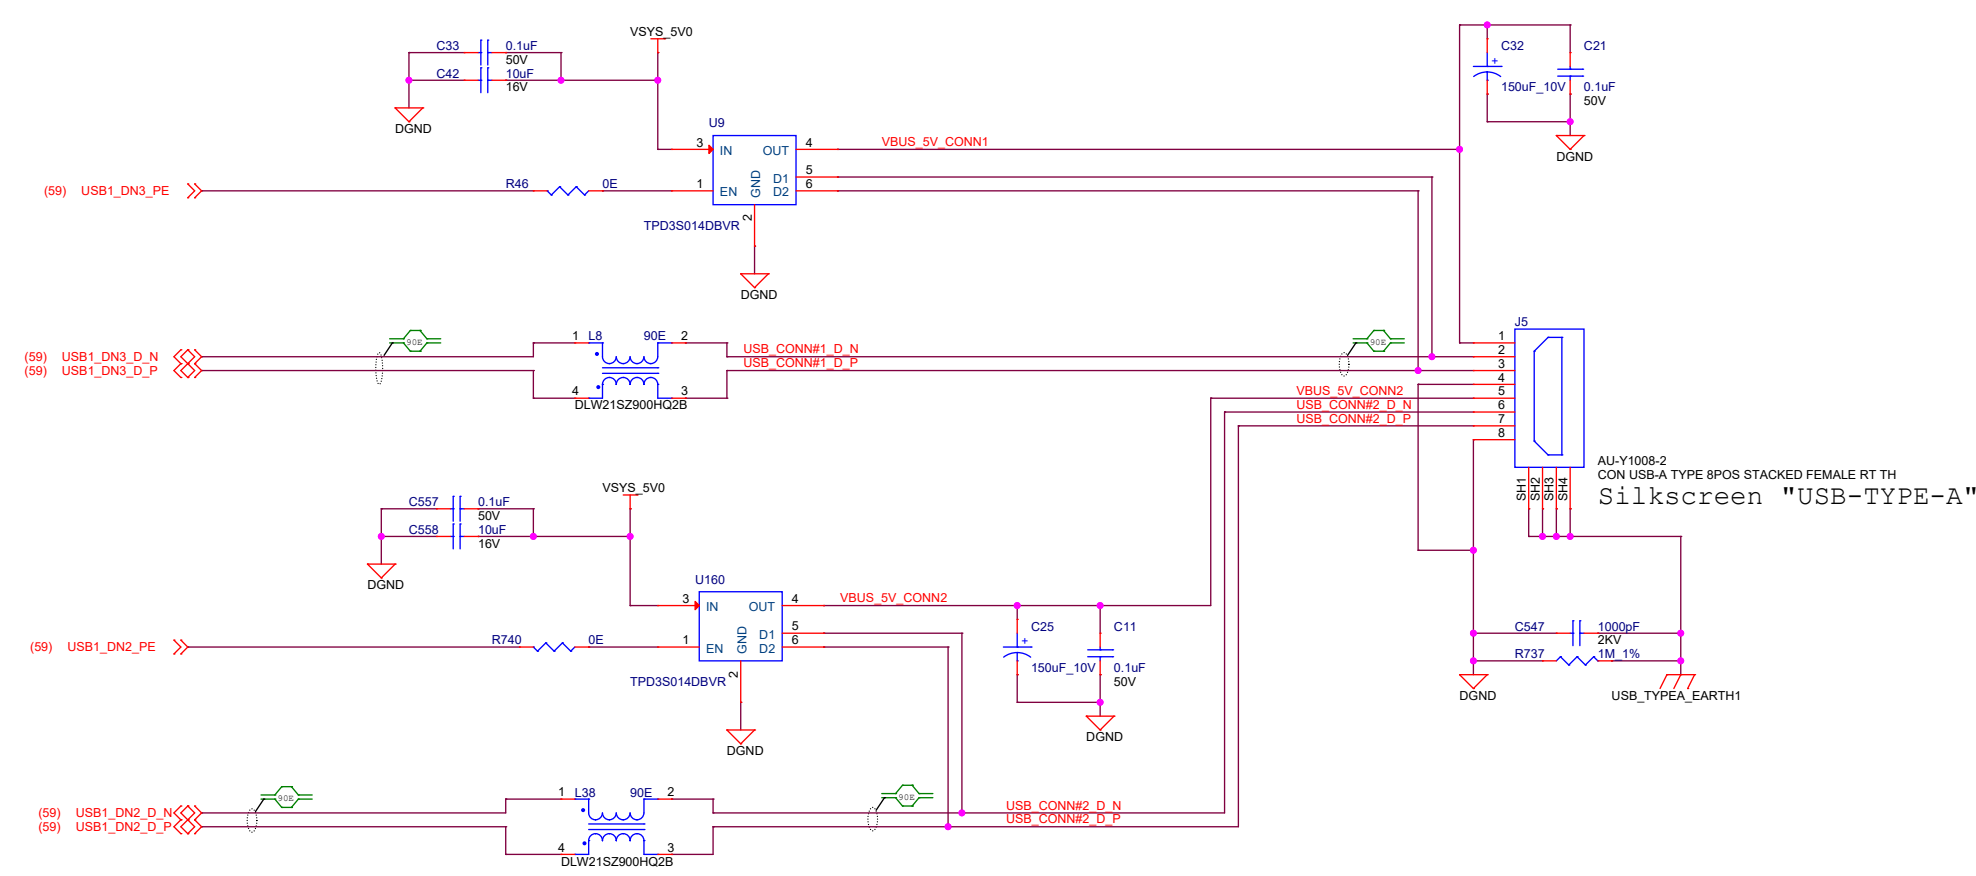 VSYS_5V0
C33 0.1uF
50V
C42 10uF
16V
DGND
C32
C21
+
150uF_10V 0.1uF
50V
DGND
U9
3 IN OUT 4 VBUS_5V_CONN1
GND
D1 5
D2 6
(59) USB1_DN3_PE R46 0E 1 EN
2
TPD3S014DBVR
DGND
90E
1 L8 90E 2
(59) USB1_DN3_D_N
(59) USB1_DN3_D_P
USB_CONN#1_D_N
USB_CONN#1_D_P
4 3
DLW21SZ900HQ2B
90E
J5
1
2
3
4
VBUS_5V_CONN2 5
USB_CONN#2_D_N 6
USB_CONN#2_D_P 7
8
SH1
SH2
SH3
SH4
AU-Y1008-2
CON USB-A TYPE 8POS STACKED FEMALE RT TH
Silkscreen "USB-TYPE-A"
VSYS_5V0
C557 0.1uF
50V
C558 10uF
16V
DGND
U160
3 IN OUT 4 VBUS_5V_CONN2
GND
D1 5
D2 6
(59) USB1_DN2_PE R740 0E 1 EN
2
TPD3S014DBVR
DGND
C25
C11
+
150uF_10V 0.1uF
50V
DGND
C547 1000pF
2KV
R737 1M_1%
DGND
USB_TYPEA_EARTH1
90E
1 L38 90E 2
(59) USB1_DN2_D_N
(59) USB1_DN2_D_P
4 3
DLW21SZ900HQ2B
90E
USB_CONN#2_D_N
USB_CONN#2_D_P